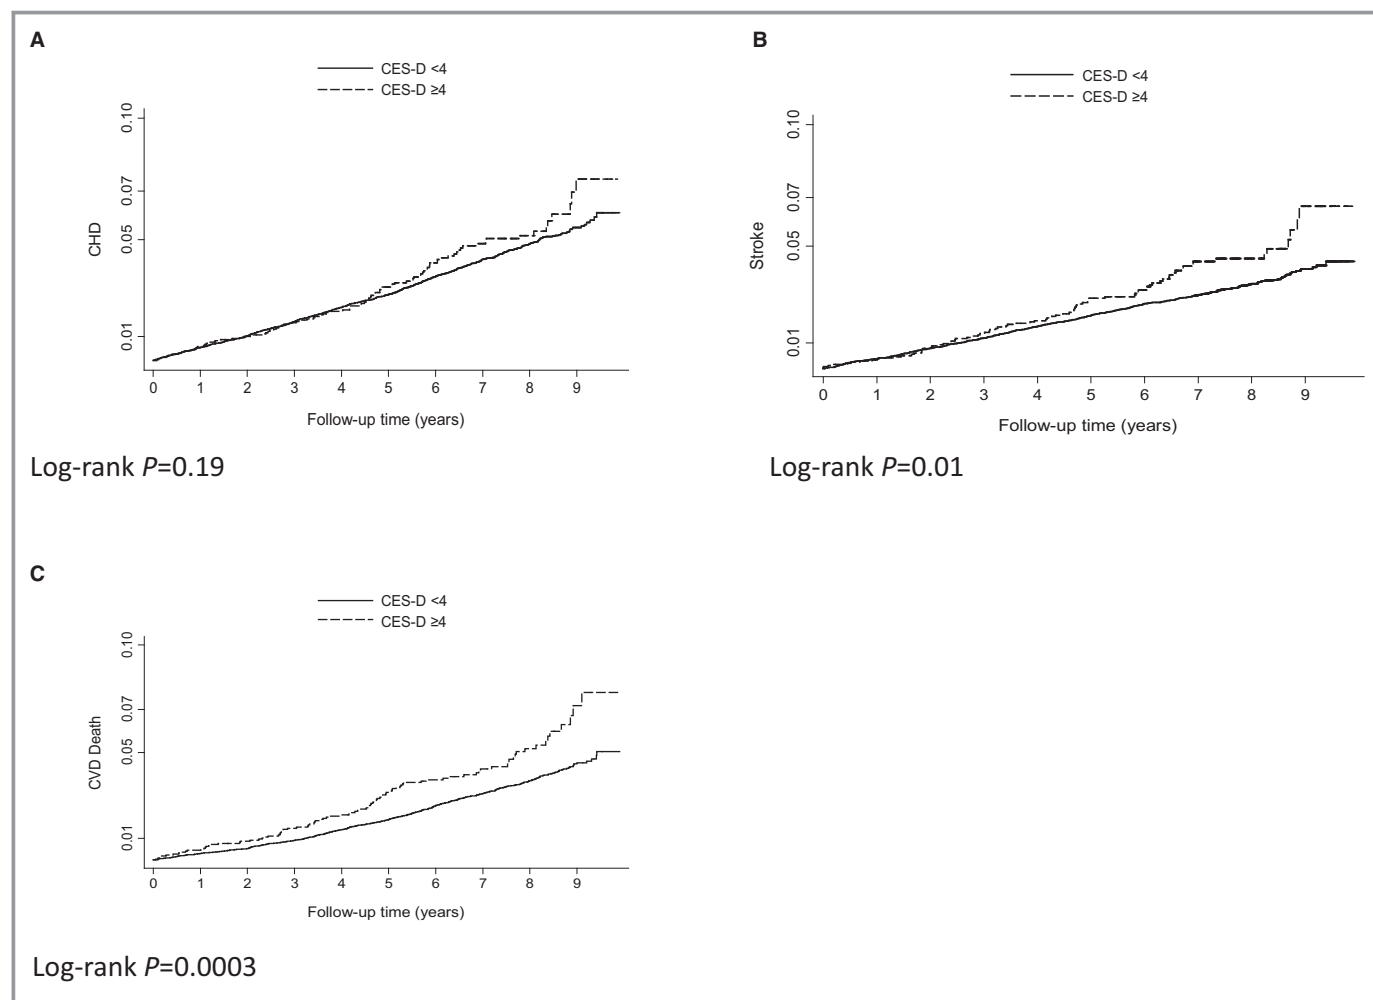 A
CES-D <4
CES-D ≥4
0.10
0.07
0.05
0.01
CHD
0 1 2 3 4 5 6 7 8 9
Follow-up time (years)
Log-rank P=0.19
B
CES-D <4
CES-D ≥4
0.10
0.07
0.05
0.01
Stroke
0 1 2 3 4 5 6 7 8 9
Follow-up time (years)
Log-rank P=0.01
C
CES-D <4
CES-D ≥4
0.10
0.07
0.05
0.01
CVD Death
0 1 2 3 4 5 6 7 8 9
Follow-up time (years)
Log-rank P=0.0003